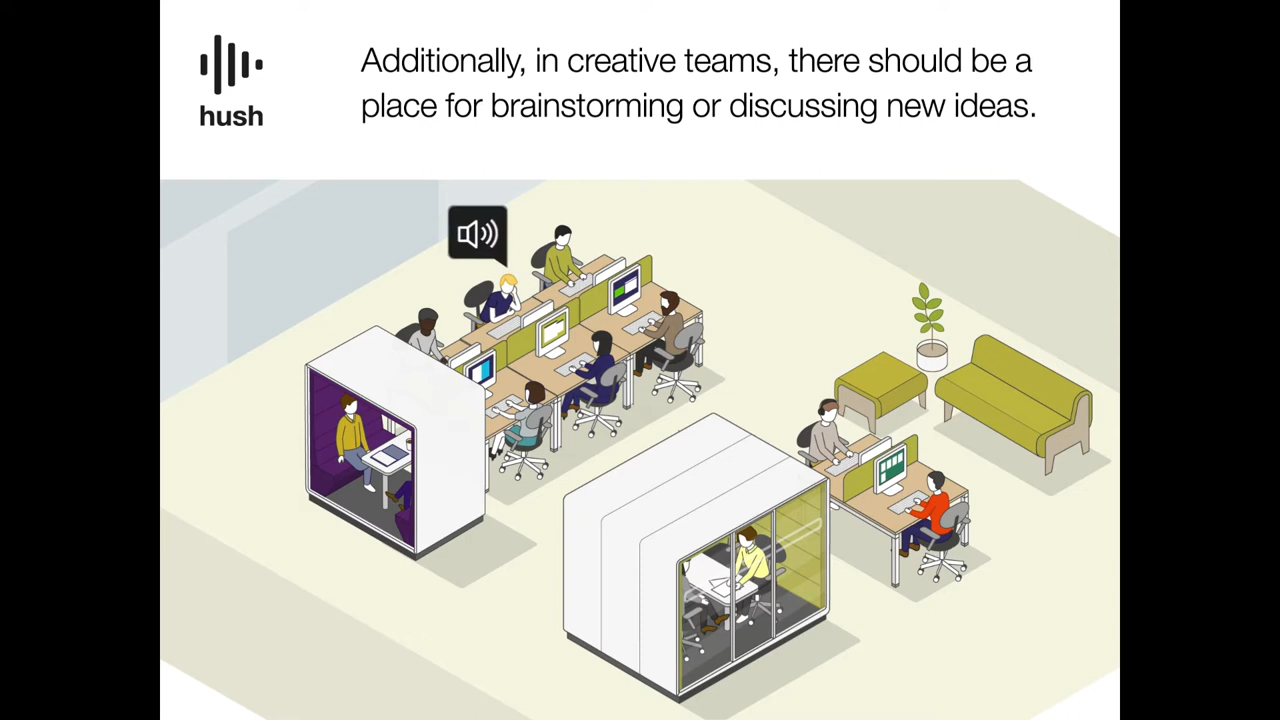 hush
Additionally, in creative teams, there should be a
place for brainstorming or discussing new ideas.